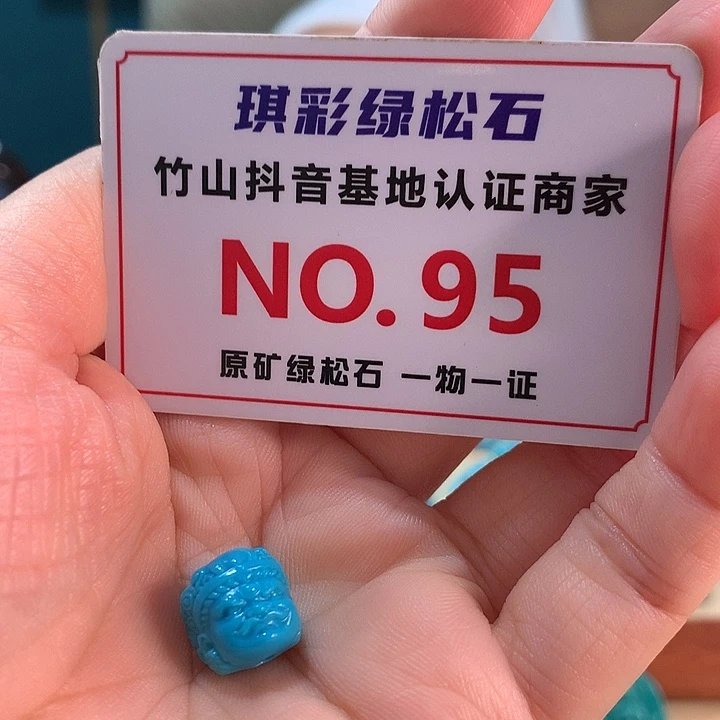 琪彩绿松石
竹山抖音基地认证商家
NO.95
原矿绿松石 一物一证